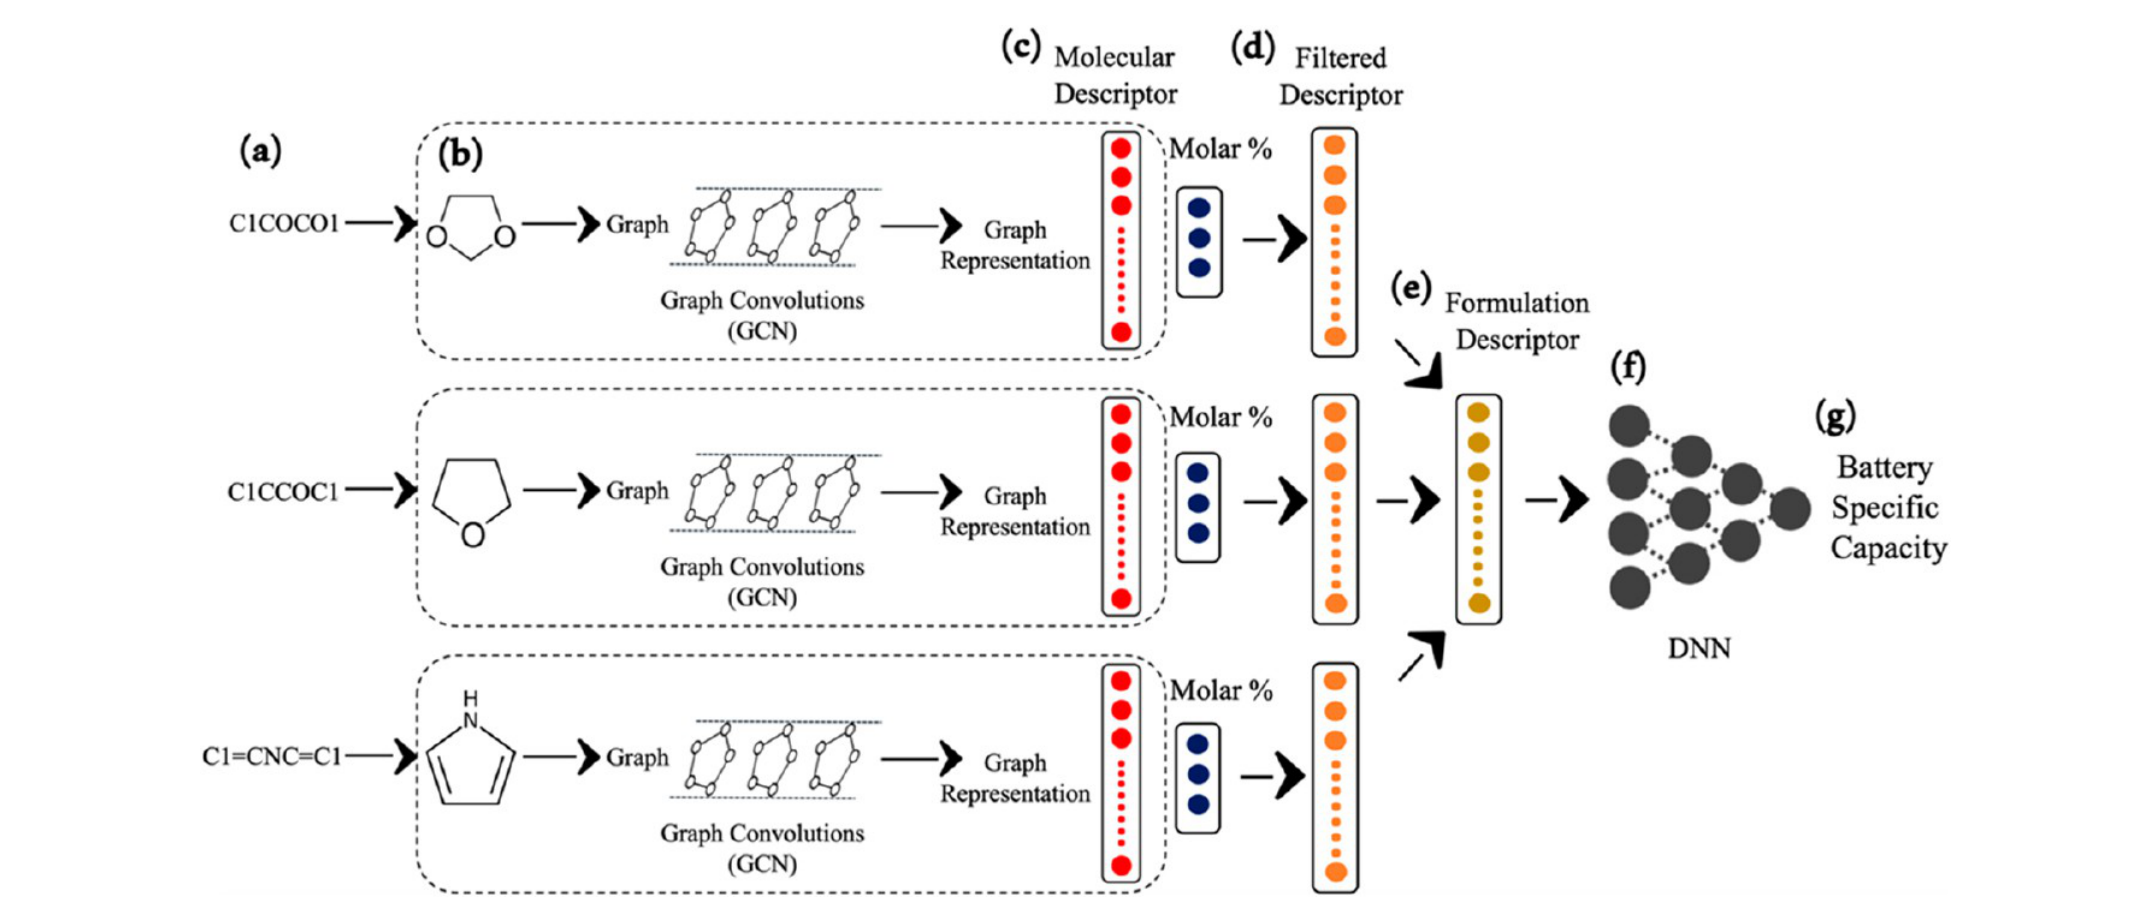 (c) Molecular
Descriptor
(d) Filtered
Descriptor
(a)
(b)
C1COCO1
O O
Graph
Graph Convolutions
(GCN)
Graph
Representation
Molar %
(e) Formulation
Descriptor
C1CCOC1
O
Graph
Graph Convolutions
(GCN)
Graph
Representation
Molar %
(f)
DNN
(g)
Battery
Specific
Capacity
C1=CNC=C1
H
N
Graph
Graph Convolutions
(GCN)
Graph
Representation
Molar %